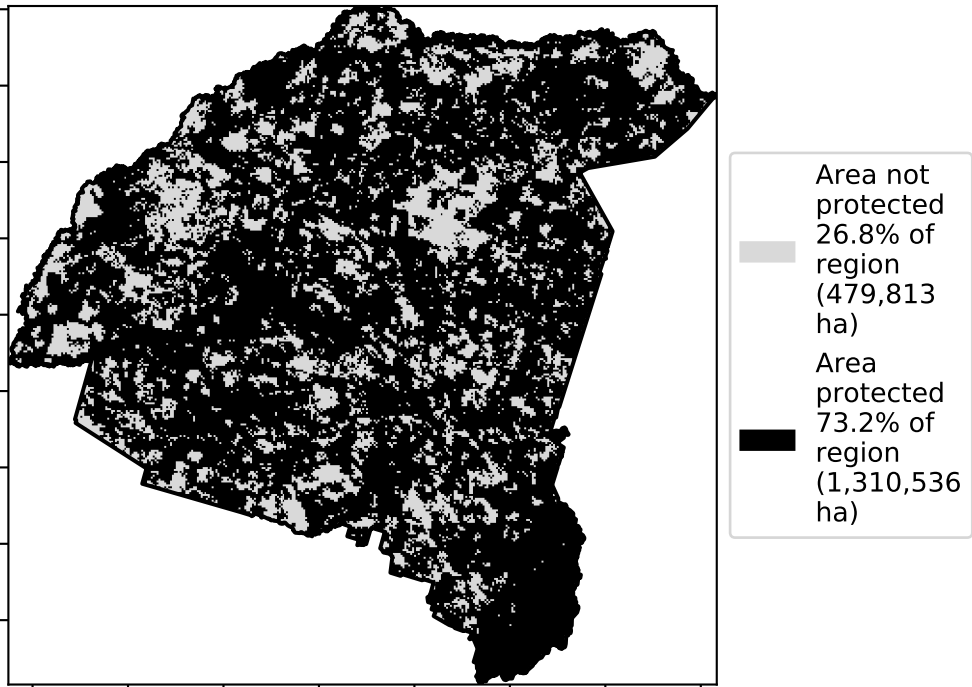 Area not
protected
26.8% of
region
(479,813
ha)
Area
protected
73.2% of
region
(1,310,536
ha)